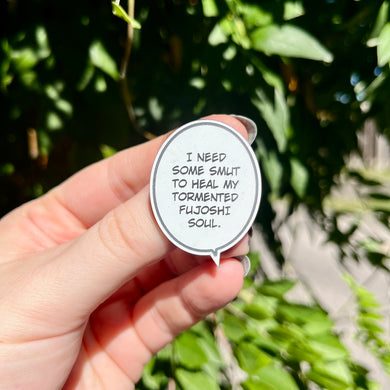 I NEED
SOME SMUT
TO HEAL MY
TORMENTED
FUJOSHI
SOUL.